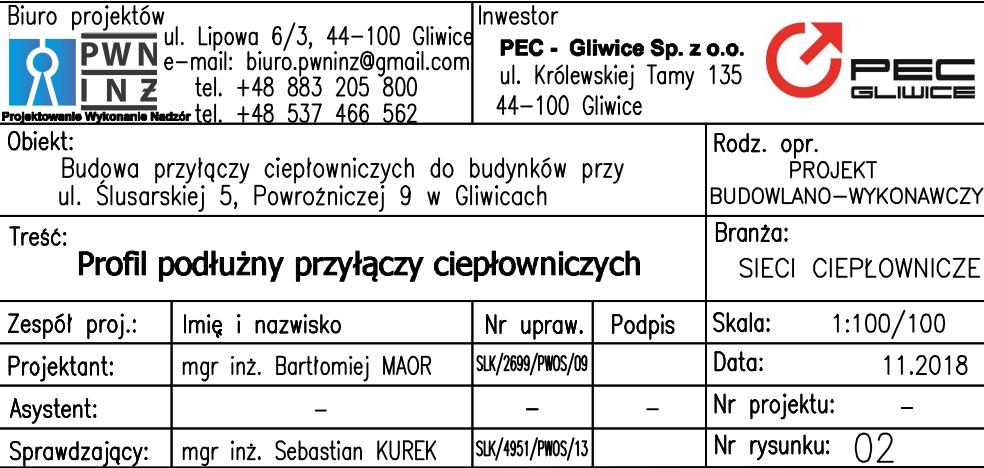 Biuro projektów
PWN INŻ
Projektowanie Wykonanie Nadzór
ul. Lipowa 6/3, 44-100 Gliwice
e-mail: biuro.pwninz@gmail.com
tel. +48 883 205 800
tel. +48 537 466 562
Inwestor
PEC - Gliwice Sp. z o.o.
ul. Królewskiej Tamy 135
44-100 Gliwice
PEC
GLIWICE
Obiekt:
Budowa przyłączy ciepłowniczych do budynków przy
ul. Ślusarskiej 5, Powroźniczej 9 w Gliwicach
Rodz. opr.
PROJEKT
BUDOWLANO-WYKONAWCZY
Treść:
Profil podłużny przyłączy ciepłowniczych
Branża:
SIECI CIEPŁOWNICZE
Zespół proj.: Imię i nazwisko Nr upraw. Podpis Skala: 1:100/100
Projektant: mgr inż. Bartłomiej MAOR SLK/2699/PWOS/09 Data: 11.2018
Asystent: - - - Nr projektu: -
Sprawdzający: mgr inż. Sebastian KUREK SLK/4951/PWOS/13 Nr rysunku: 02